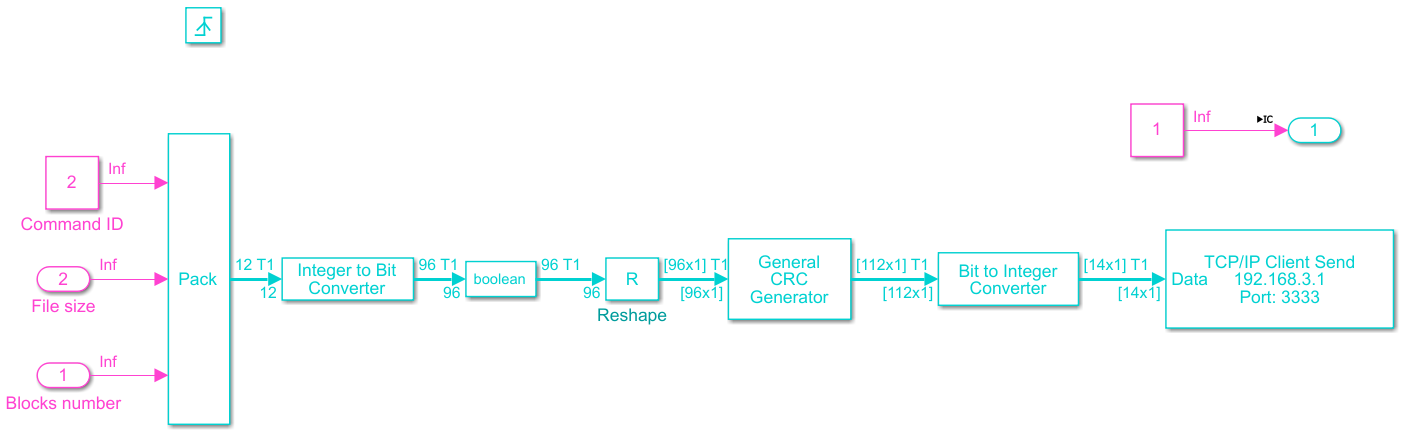 1
Inf
IC
1
2
Inf
Command ID
2
Inf
File size
1
Inf
Blocks number
Pack
12 T1
12
Integer to Bit
Converter
96 T1
96
boolean
96 T1
96
R
Reshape
[96x1] T1
[96x1]
General
CRC
Generator
[112x1] T1
[112x1]
Bit to Integer
Converter
[14x1] T1
[14x1]
Data
TCP/IP Client Send
192.168.3.1
Port: 3333